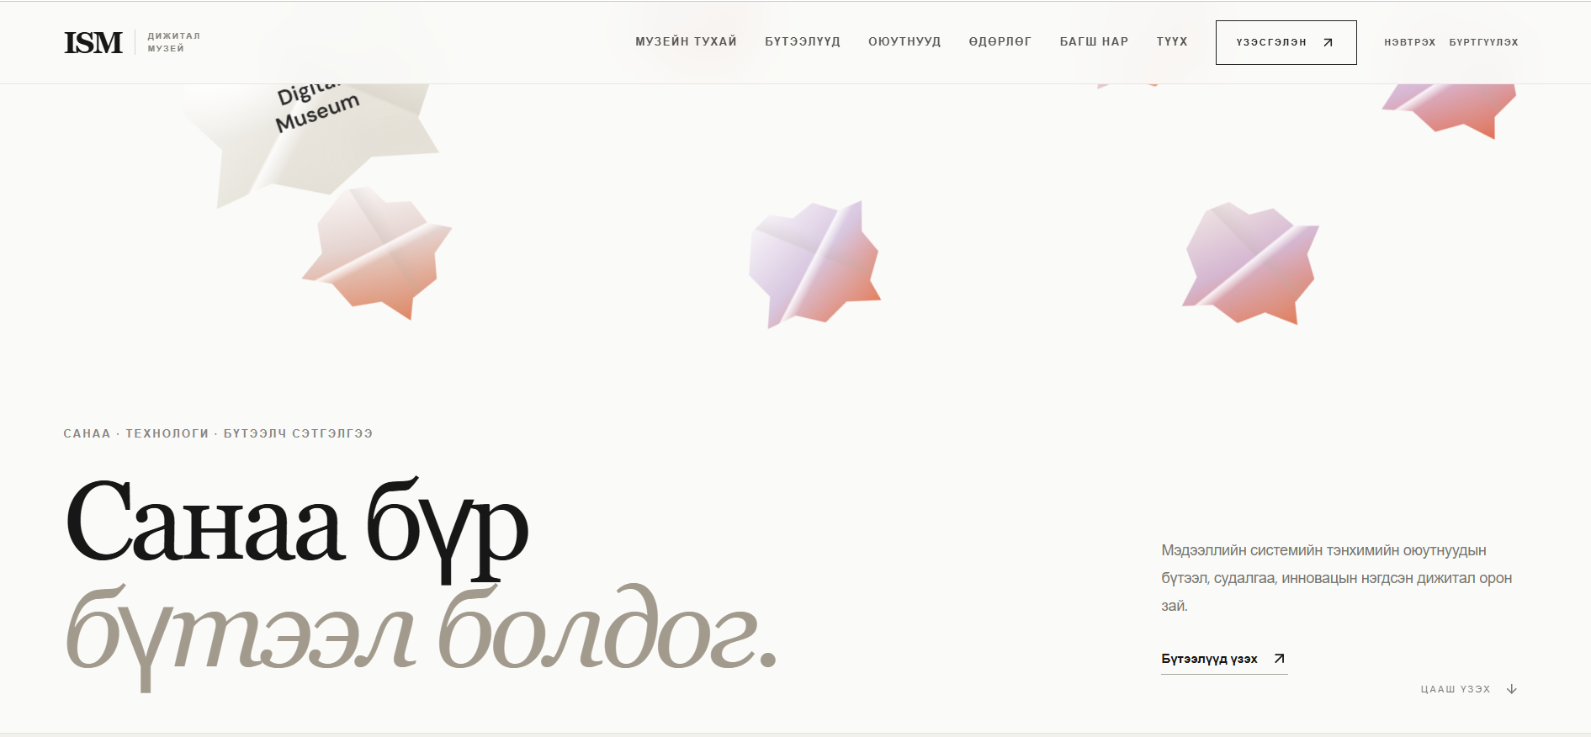 ISM
ДИЖИТАЛ
МУЗЕЙ
МУЗЕЙН ТУХАЙ
БҮТЭЭЛҮҮД
ОЮУТНУУД
ӨДӨРЛӨГ
БАГШ НАР
ТҮҮХ
ҮЗЭСГЭЛЭН
НЭВТРЭХ
БҮРТГҮҮЛЭХ
Digital
Museum
САНАА · ТЕХНОЛОГИ · БҮТЭЭЛЧ СЭТГЭЛГЭЭ
Санаа бүр
бүтээл болдог.
Мэдээллийн системийн тэнхимийн оюутнуудын
бүтээл, судалгаа, инновацын нэгдсэн дижитал орон
зай.
Бүтээлүүд үзэх
ЦААШ ҮЗЭХ